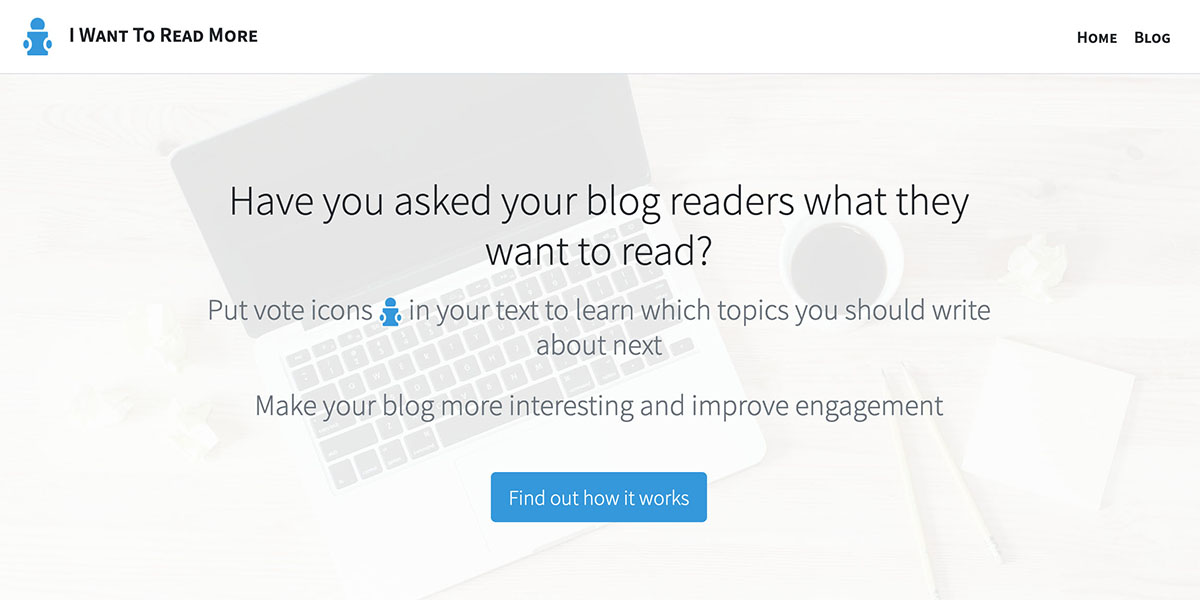 I Want To Read More
Home Blog
Have you asked your blog readers what they
want to read?
Put vote icons in your text to learn which topics you should write
about next
Make your blog more interesting and improve engagement
Find out how it works